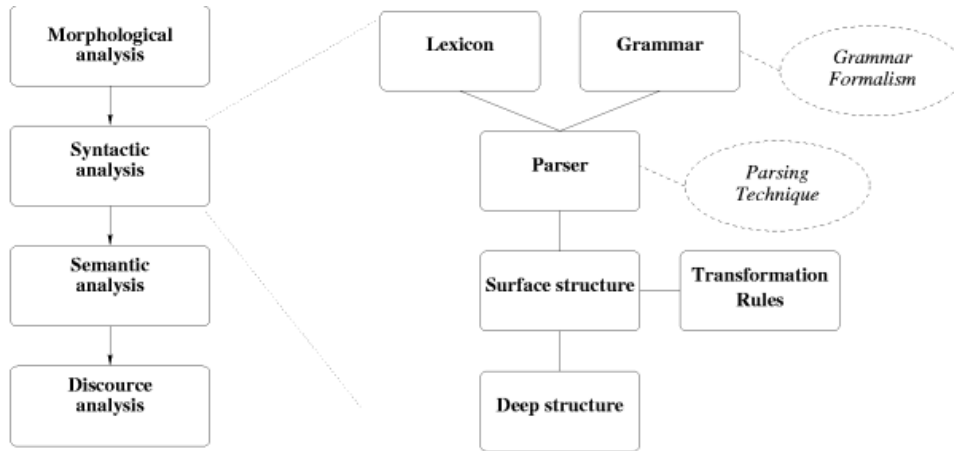 Morphological
analysis
Lexicon
Grammar
Grammar
Formalism
Syntactic
analysis
Parser
Parsing
Technique
Semantic
analysis
Surface structure
Transformation
Rules
Discource
analysis
Deep structure